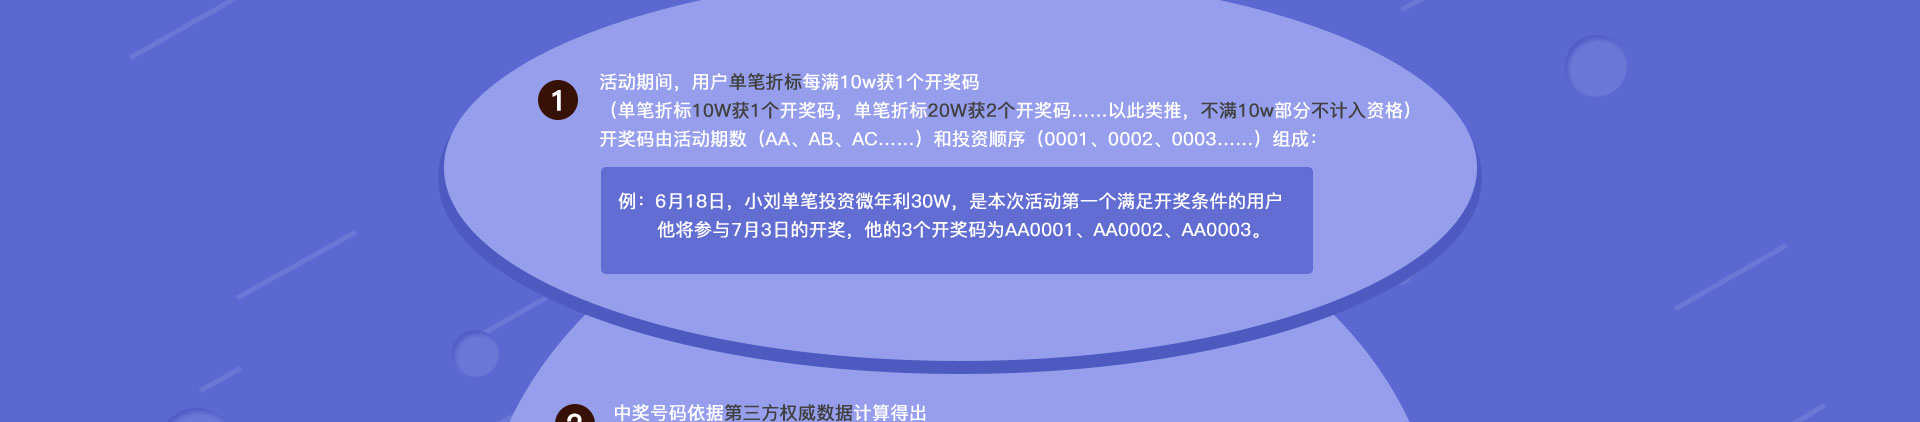 1
活动期间，用户单笔折标每满10w获1个开奖码
（单笔折标10W获1个开奖码，单笔折标20W获2个开奖码……以此类推，不满10w部分不计入资格）
开奖码由活动期数（AA、AB、AC……）和投资顺序（0001、0002、0003……）组成：
例：6月18日，小刘单笔投资微年利30W，是本次活动第一个满足开奖条件的用户
他将参与7月3日的开奖，他的3个开奖码为AA0001、AA0002、AA0003。
2
中奖号码依据第三方权威数据计算得出